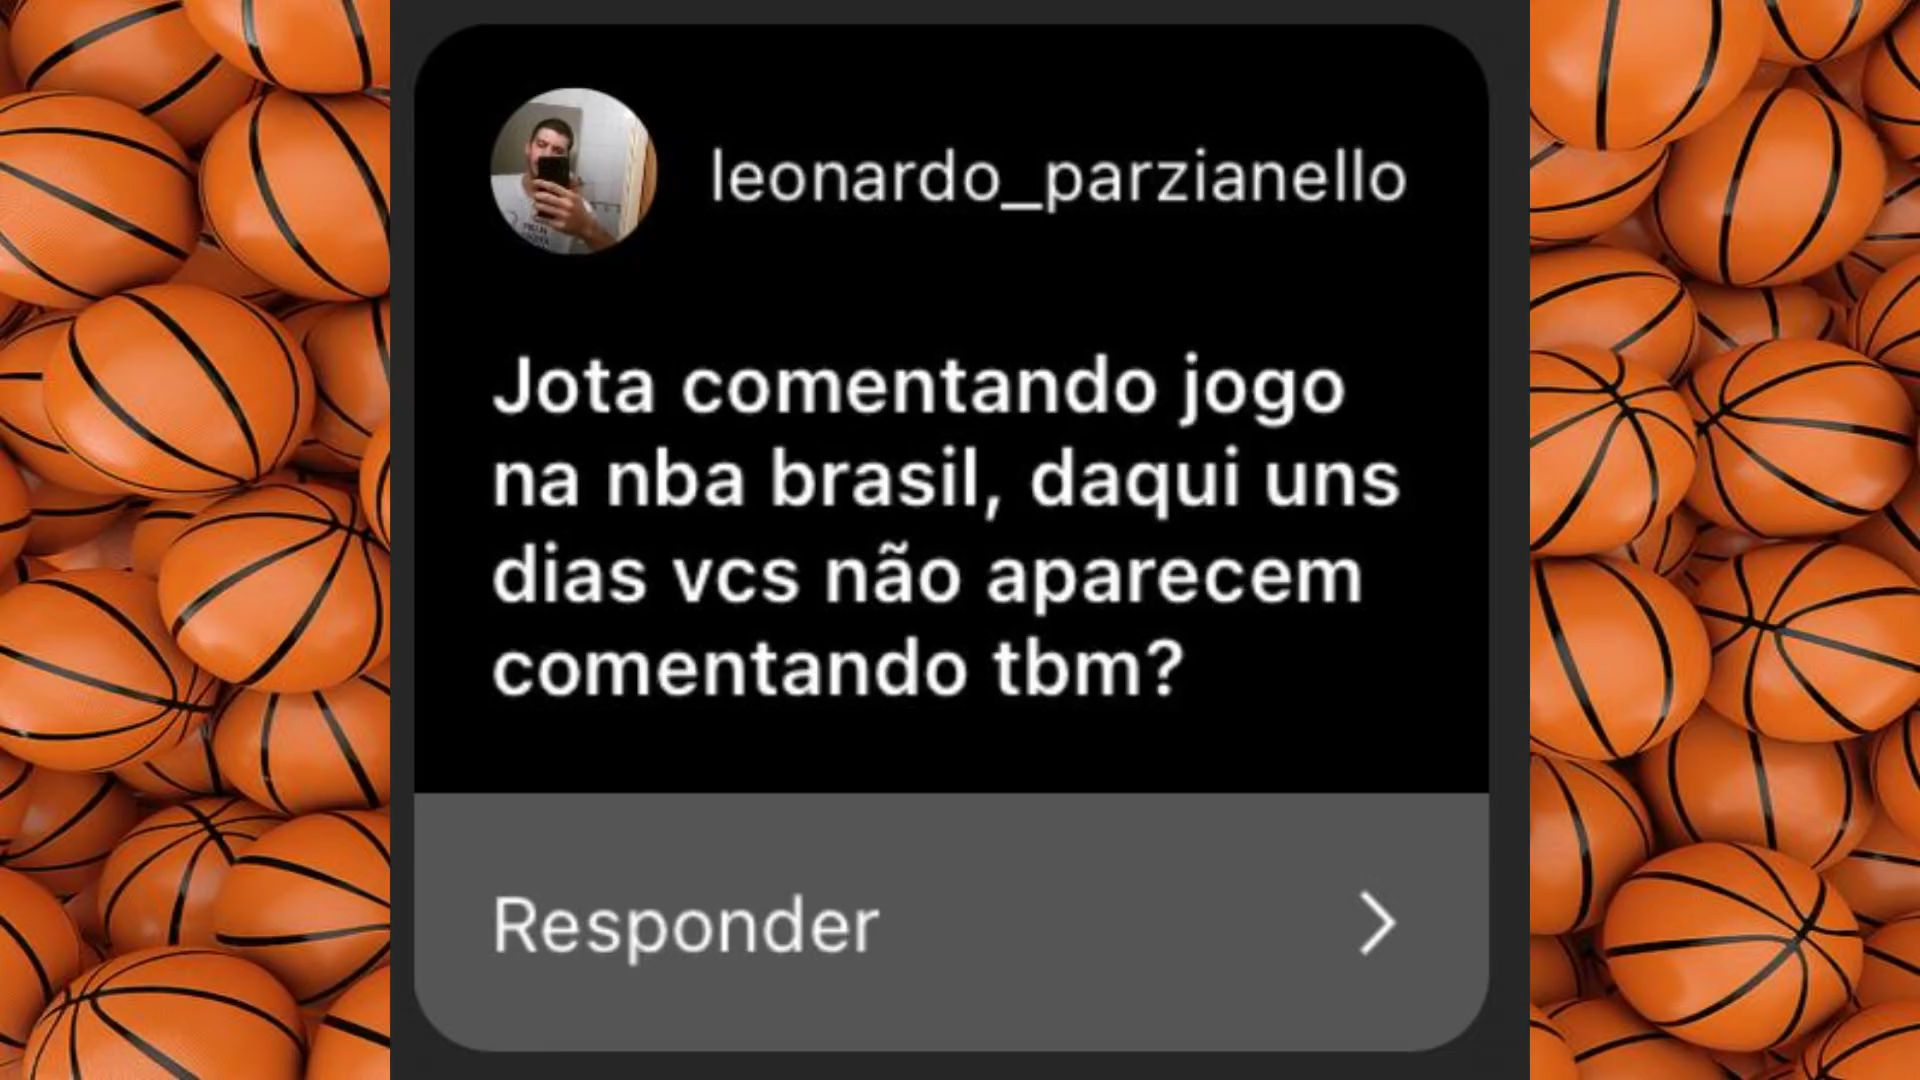 leonardo_parzianello
Jota comentando jogo
na nba brasil, daqui uns
dias vcs não aparecem
comentando tbm?
Responder